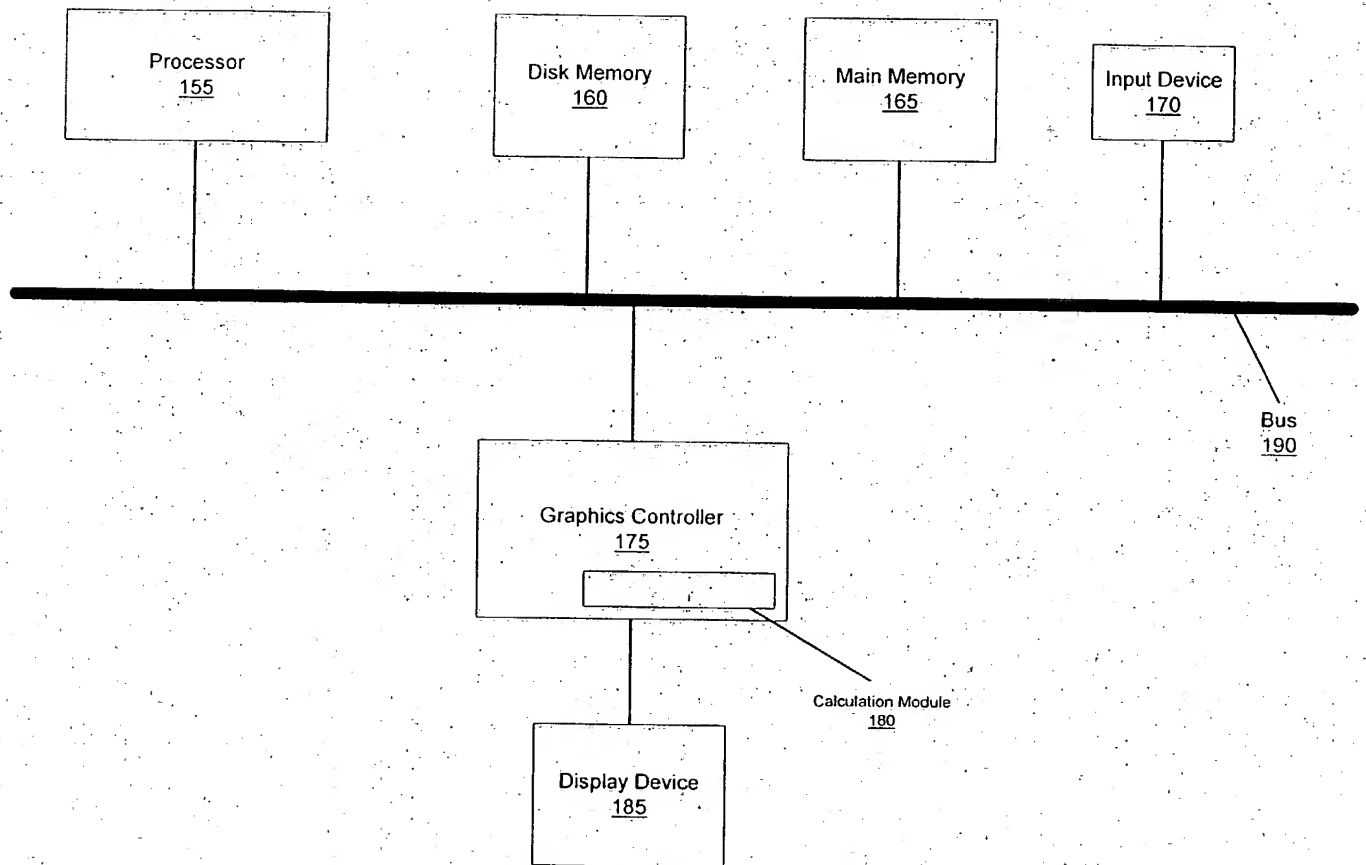 Processor
155
Disk Memory
160
Main Memory
165
Input Device
170
Bus
190
Graphics Controller
175
Calculation Module
180
Display Device
185